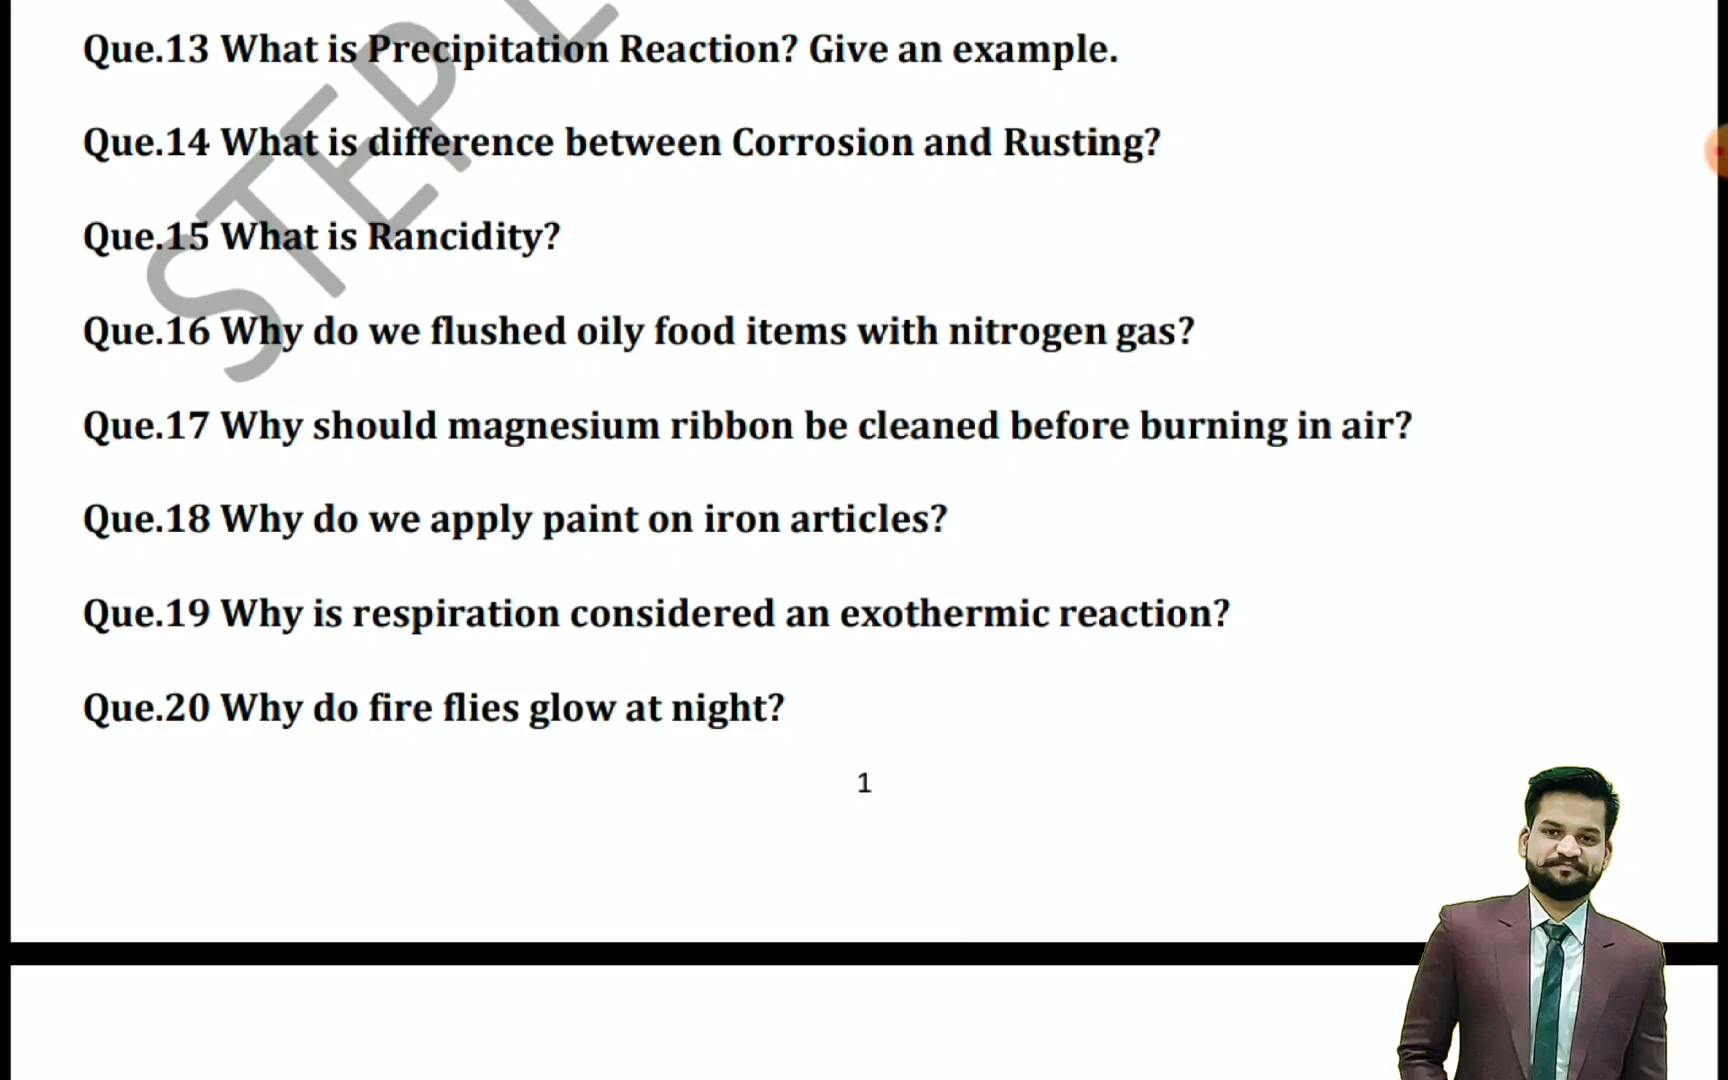 Que.13 What is Precipitation Reaction? Give an example.
Que.14 What is difference between Corrosion and Rusting?
Que.15 What is Rancidity?
Que.16 Why do we flushed oily food items with nitrogen gas?
Que.17 Why should magnesium ribbon be cleaned before burning in air?
Que.18 Why do we apply paint on iron articles?
Que.19 Why is respiration considered an exothermic reaction?
Que.20 Why do fire flies glow at night?
1
STEP